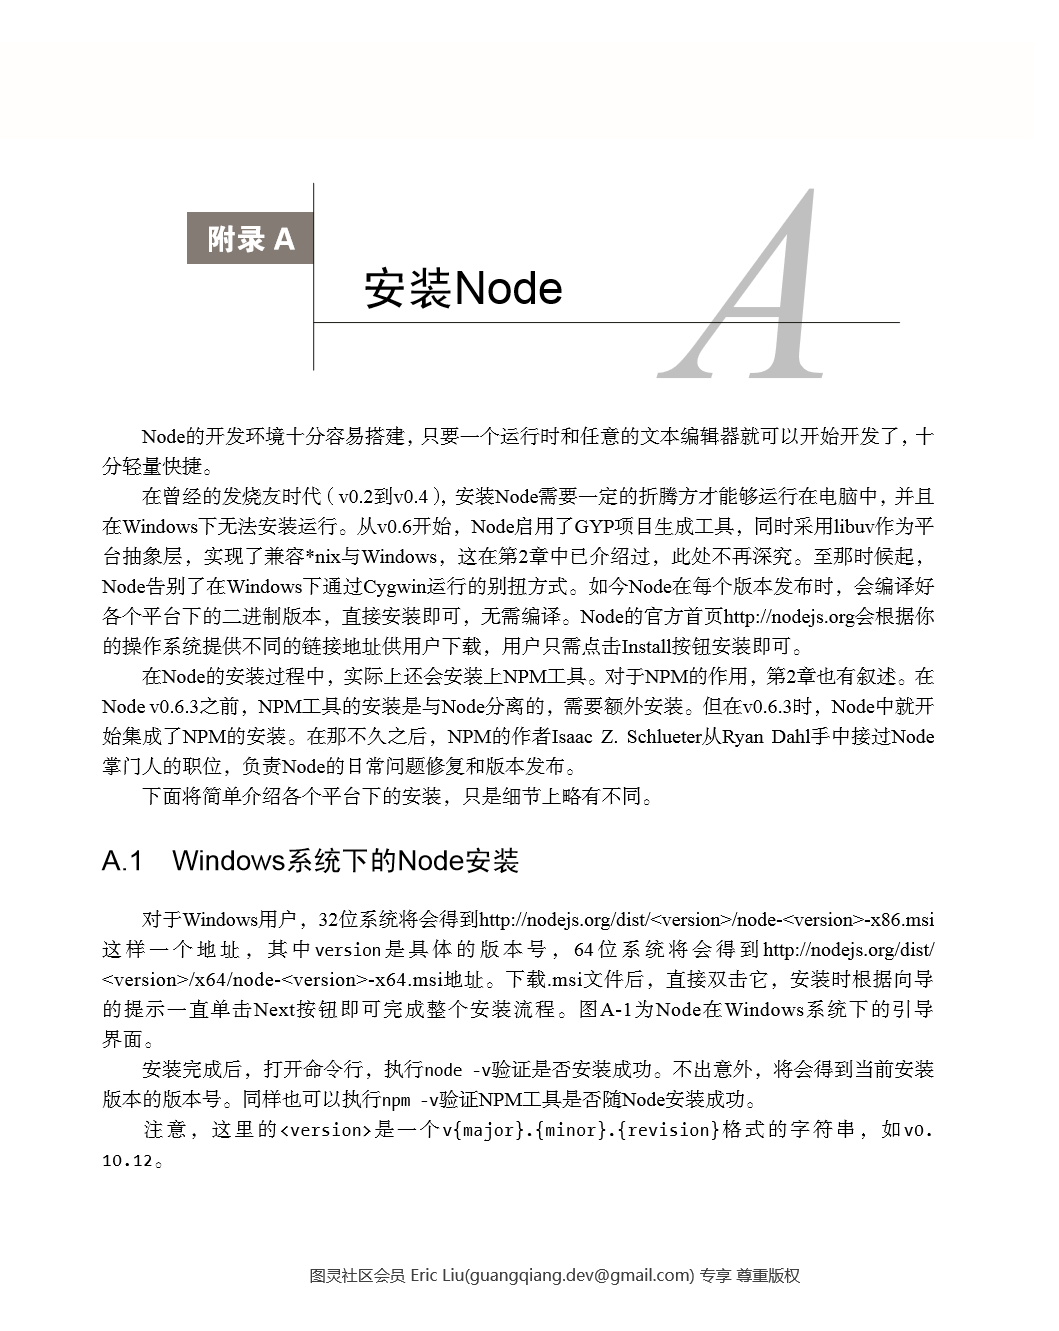 附录 A
A
安装Node
Node的开发环境十分容易搭建，只要一个运行时和任意的文本编辑器就可以开始开发了，十
分轻量快捷。
在曾经的发烧友时代（v0.2到v0.4），安装Node需要一定的折腾方才能够运行在电脑中，并且
在Windows下无法安装运行。从v0.6开始，Node启用了GYP项目生成工具，同时采用libuv作为平
台抽象层，实现了兼容*nix与Windows，这在第2章中已介绍过，此处不再深究。至那时候起，
Node告别了在Windows下通过Cygwin运行的别扭方式。如今Node在每个版本发布时，会编译好
各个平台下的二进制版本，直接安装即可，无需编译。Node的官方首页http://nodejs.org会根据你
的操作系统提供不同的链接地址供用户下载，用户只需点击Install按钮安装即可。
在Node的安装过程中，实际上还会安装上NPM工具。对于NPM的作用，第2章也有叙述。在
Node v0.6.3之前，NPM工具的安装是与Node分离的，需要额外安装。但在v0.6.3时，Node中就开
始集成了NPM的安装。在那不久之后，NPM的作者Isaac Z. Schlueter从Ryan Dahl手中接过Node
掌门人的职位，负责Node的日常问题修复和版本发布。
下面将简单介绍各个平台下的安装，只是细节上略有不同。
A.1 Windows系统下的Node安装
对于Windows用户，32位系统将会得到http://nodejs.org/dist/<version>/node-<version>-x86.msi
这样一个地址，其中version是具体的版本号，64位系统将会得到http://nodejs.org/dist/
<version>/x64/node-<version>-x64.msi地址。下载.msi文件后，直接双击它，安装时根据向导
的提示一直单击Next按钮即可完成整个安装流程。图A-1为Node在Windows系统下的引导
界面。
安装完成后，打开命令行，执行node -v验证是否安装成功。不出意外，将会得到当前安装
版本的版本号。同样也可以执行npm -v验证NPM工具是否随Node安装成功。
注意，这里的<version>是一个v{major}.{minor}.{revision}格式的字符串，如v0.
10.12。
图灵社区会员 Eric Liu(guangqiang.dev@gmail.com) 专享 尊重版权